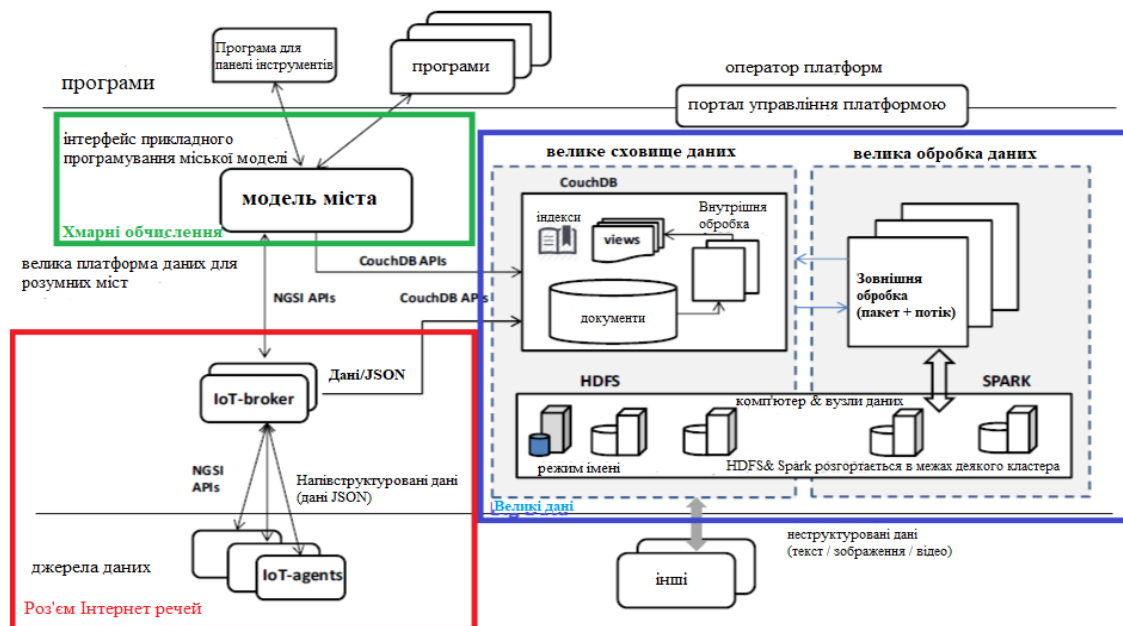 Програма для
панелі інструментів
програми
програми
оператор платформ
портал управління платформою
інтерфейс прикладного
програмування міської моделі
модель міста
Хмарні обчислення
велика платформа даних для
розумних міст
CouchDB APIs
NGSI APIs
CouchDB APIs
велике сховище даних
велика обробка даних
CouchDB
індекси
views
Внутрішня
обробка
документи
Зовнішня
обробка
(пакет + потік)
HDFS
SPARK
комп'ютер & вузли даних
режим імені
HDFS& Spark розгортається в межах деякого кластера
Великі дані
Дані/JSON
IoT-broker
NGSI
APIs
Напівструктуровані дані
(дані JSON)
джерела даних
IoT-agents
Роз'єм Інтернет речей
неструктуровані дані
(текст / зображення / відео)
інші